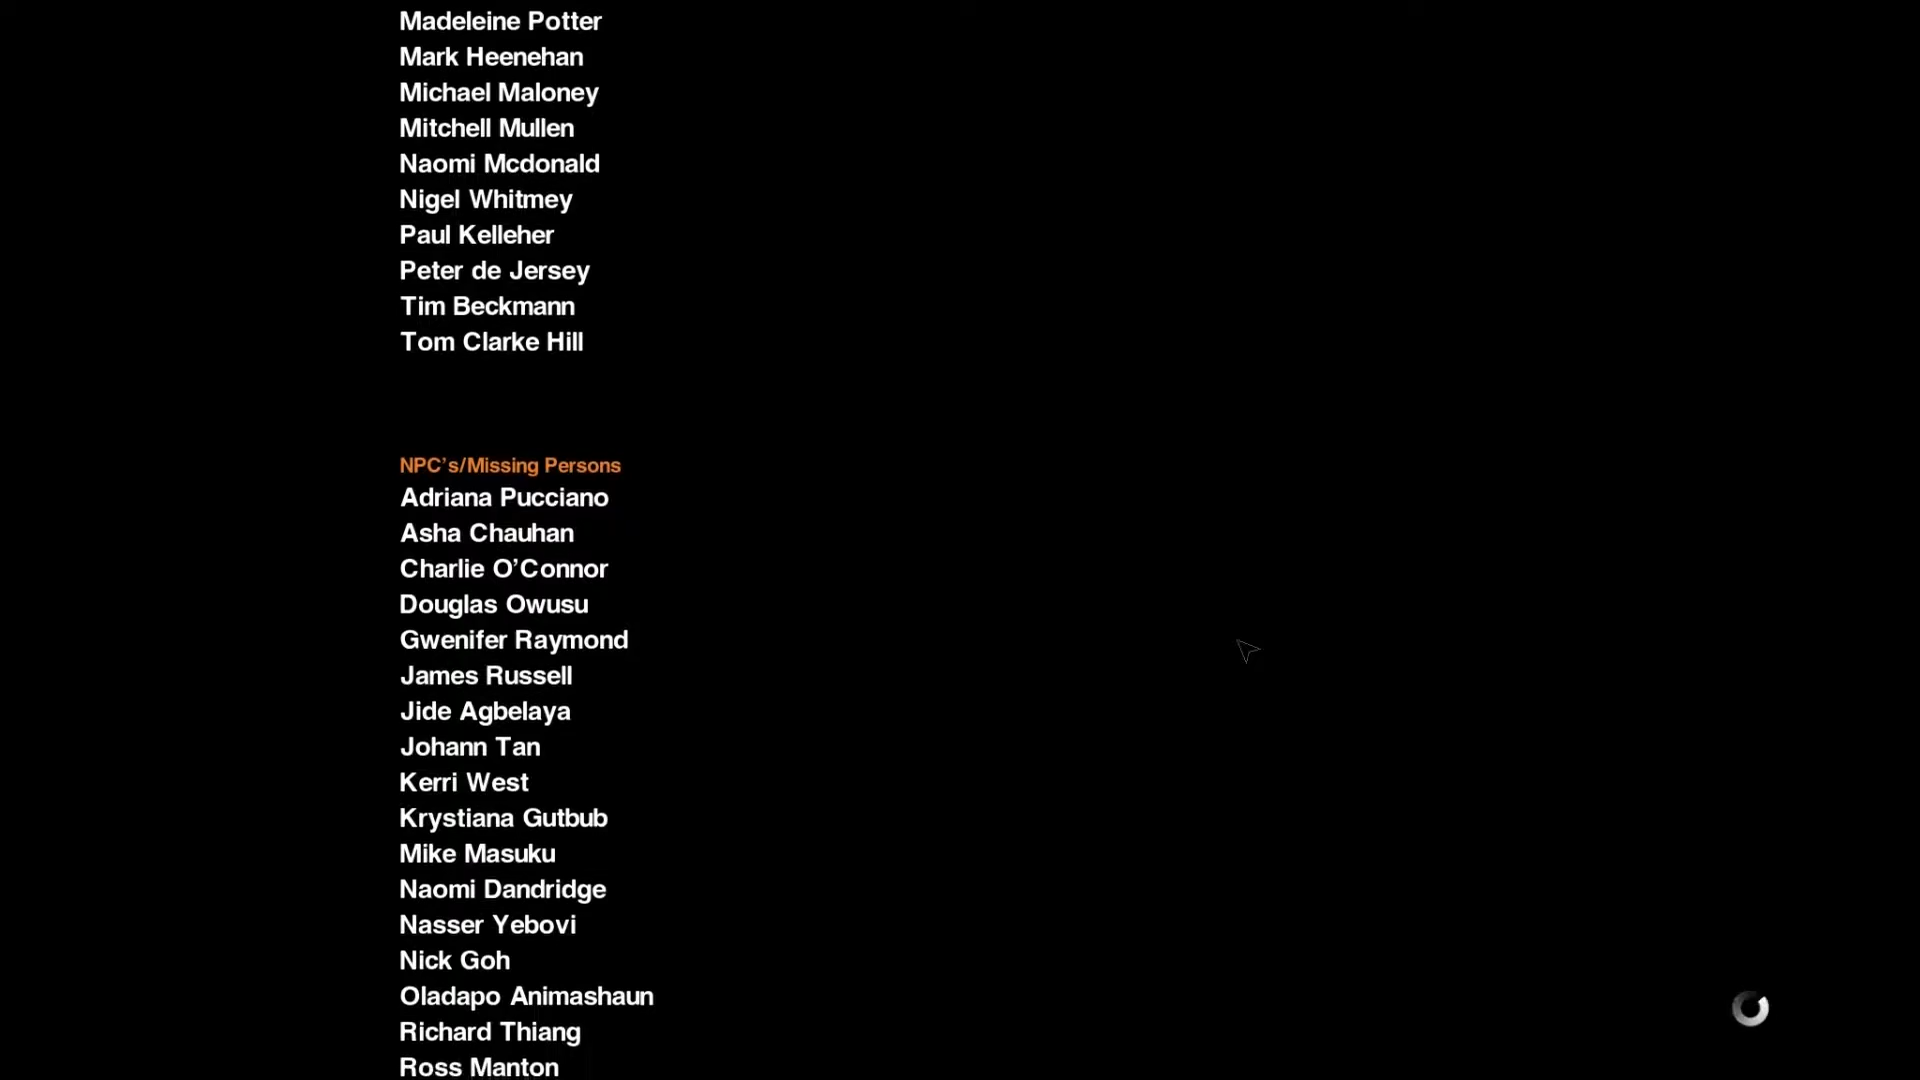 Madeleine Potter
Mark Heenehan
Michael Maloney
Mitchell Mullen
Naomi Mcdonald
Nigel Whitmey
Paul Kelleher
Peter de Jersey
Tim Beckmann
Tom Clarke Hill
NPC’s/Missing Persons
Adriana Pucciano
Asha Chauhan
Charlie O’Connor
Douglas Owusu
Gwenifer Raymond
James Russell
Jide Agbelaya
Johann Tan
Kerri West
Krystiana Gutbub
Mike Masuku
Naomi Dandridge
Nasser Yebovi
Nick Goh
Oladapo Animashaun
Richard Thiang
Ross Manton